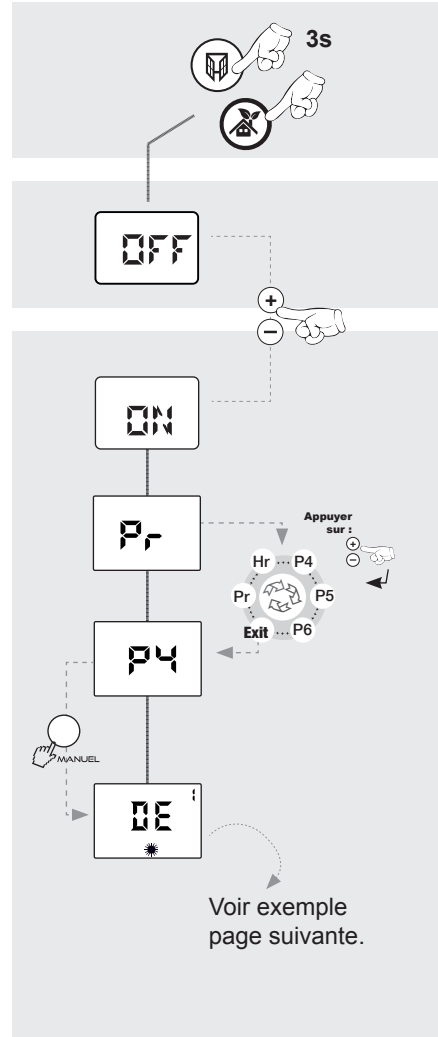 3s
OFF
+
−
ON
Pr
Appuyer
sur :
+
−
Hr ... P4
Pr P5
Exit ... P6
P4
MANUEL
1
DE
Voir exemple
page suivante.